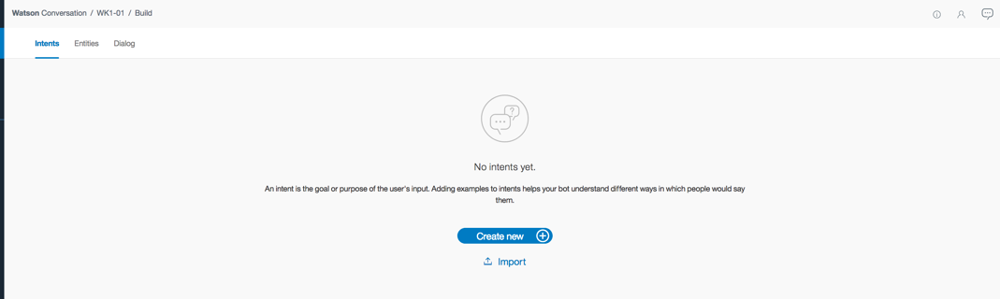 Watson Conversation / WK1-01 / Build
Intents Entities Dialog
?
No intents yet.
An intent is the goal or purpose of the user's input. Adding examples to intents helps your bot understand different ways in which people would say
them.
Create new
Import